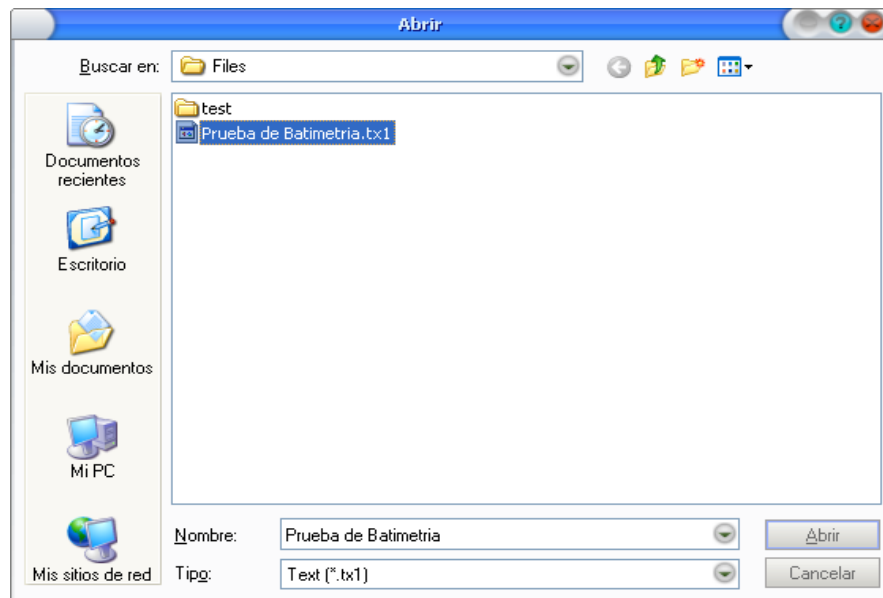 Abrir
Buscar en: Files
test
Prueba de Batimetria.tx1
Documentos
recientes
Escritorio
Mis documentos
Mi PC
Mis sitios de red
Nombre: Prueba de Batimetria Abrir
Tipo: Text (*.tx1) Cancelar